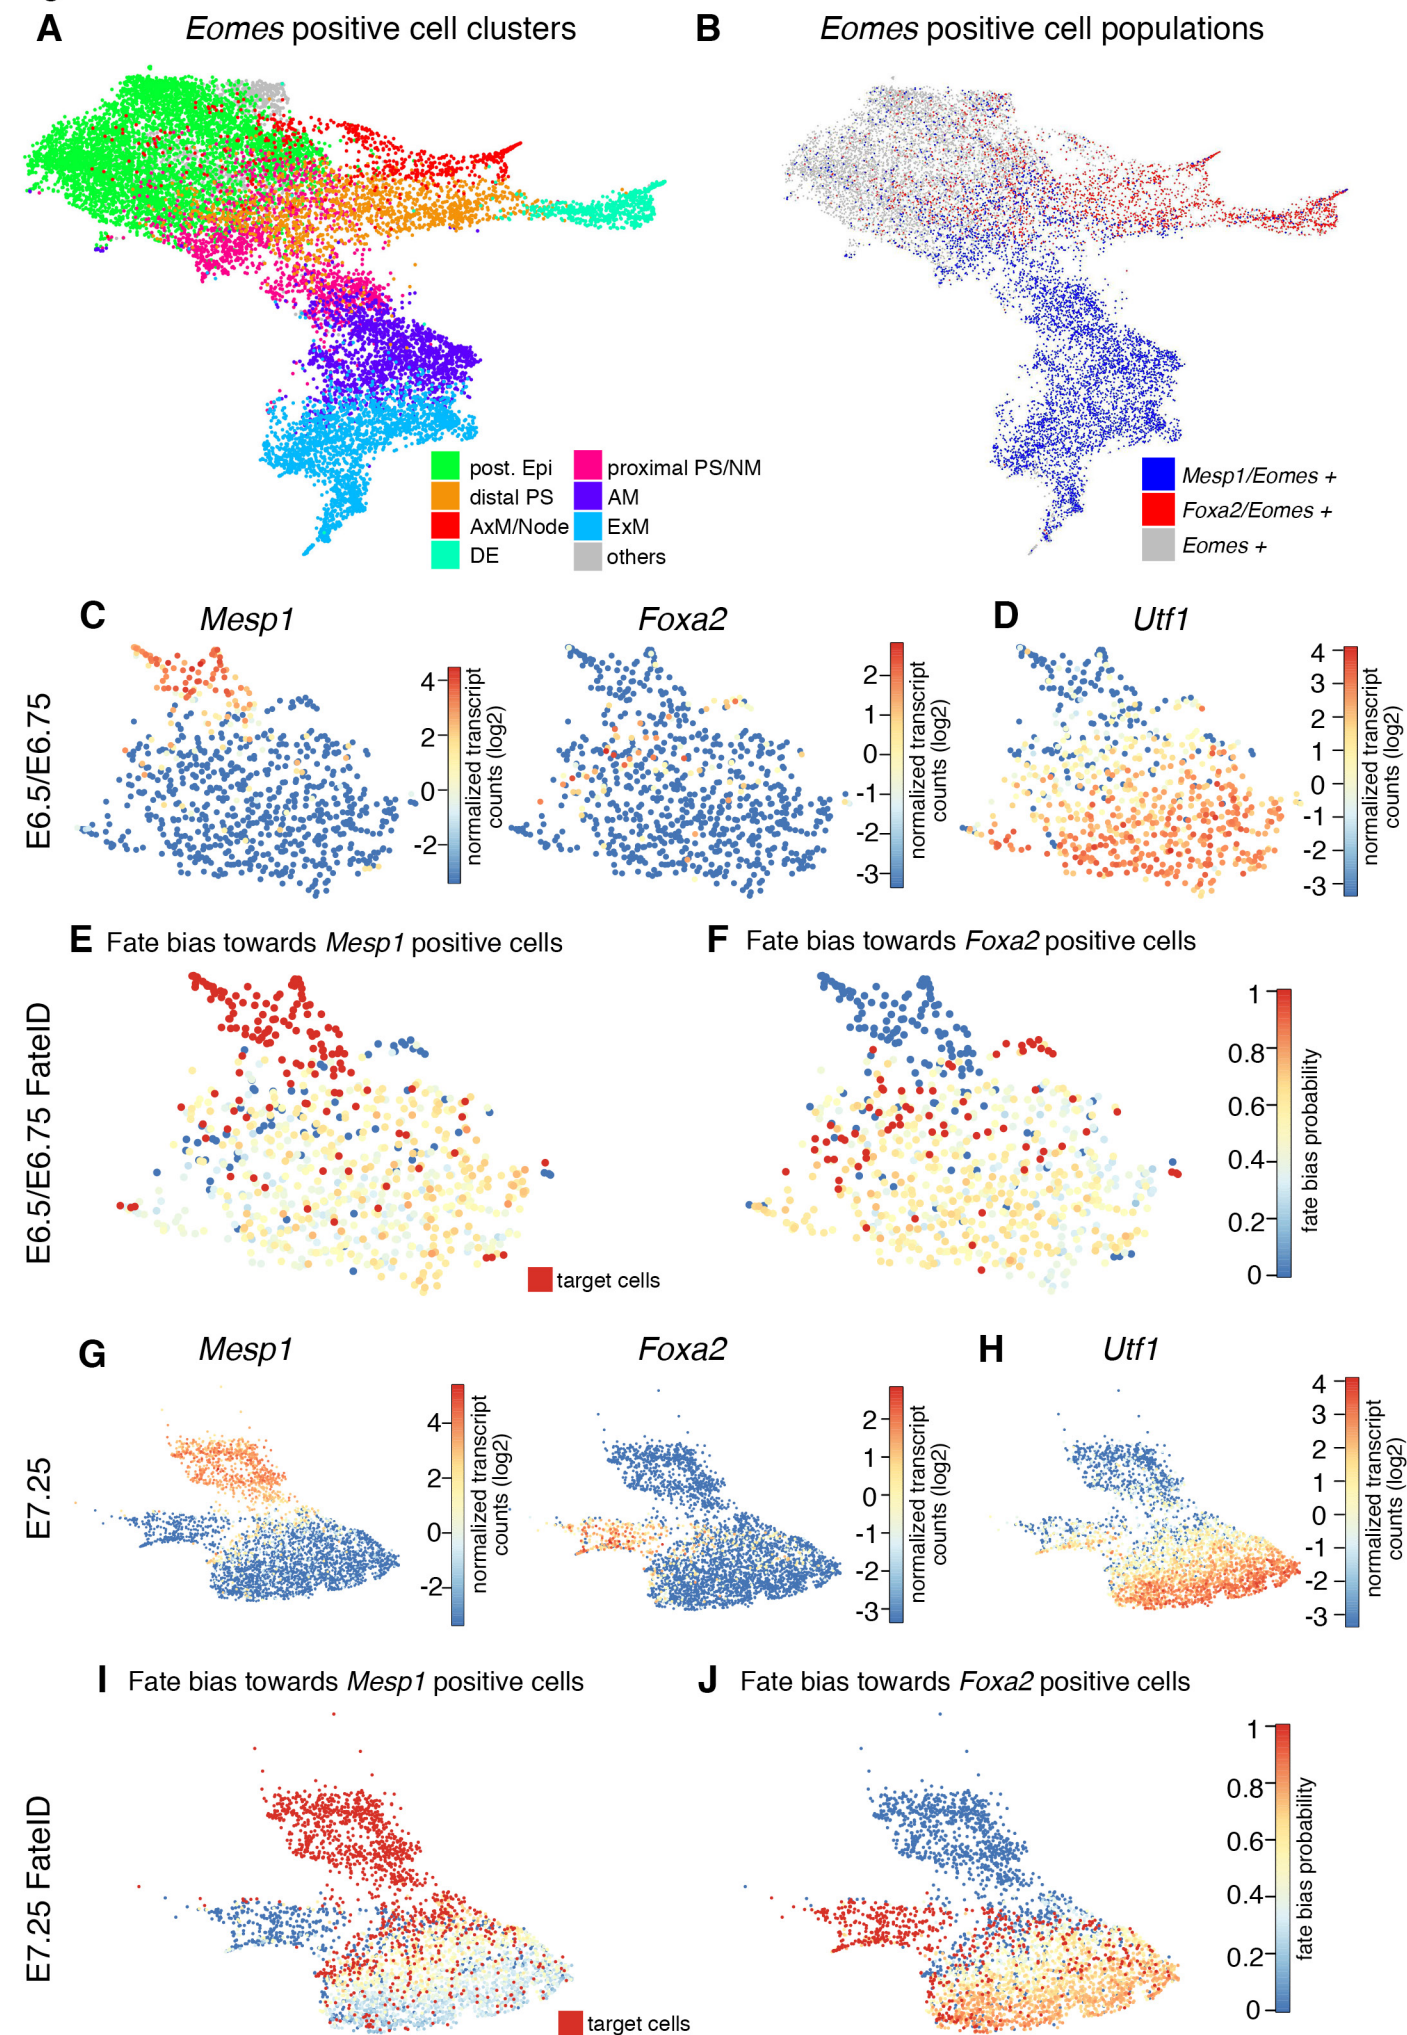 A
Eomes positive cell clusters
B
Eomes positive cell populations
post. Epi
proximal PS/NM
distal PS
AM
AxM/Node
ExM
DE
others
Mesp1/Eomes +
Foxa2/Eomes +
Eomes +
E6.5/E6.75
C
Mesp1
4
2
0
-2
normalized transcript
counts (log2)
Foxa2
2
1
0
-1
-2
-3
normalized transcript
counts (log2)
D
Utf1
4
3
2
1
0
-1
-2
-3
normalized transcript
counts (log2)
E6.5/E6.75 FateID
E Fate bias towards Mesp1 positive cells
target cells
F Fate bias towards Foxa2 positive cells
1
0.8
0.6
0.4
0.2
0
fate bias probability
E7.25
G
Mesp1
4
2
0
-2
normalized transcript
counts (log2)
Foxa2
2
1
0
-1
-2
-3
normalized transcript
counts (log2)
H
Utf1
4
3
2
1
0
-1
-2
-3
normalized transcript
counts (log2)
E7.25 FateID
I Fate bias towards Mesp1 positive cells
target cells
J Fate bias towards Foxa2 positive cells
1
0.8
0.6
0.4
0.2
0
fate bias probability